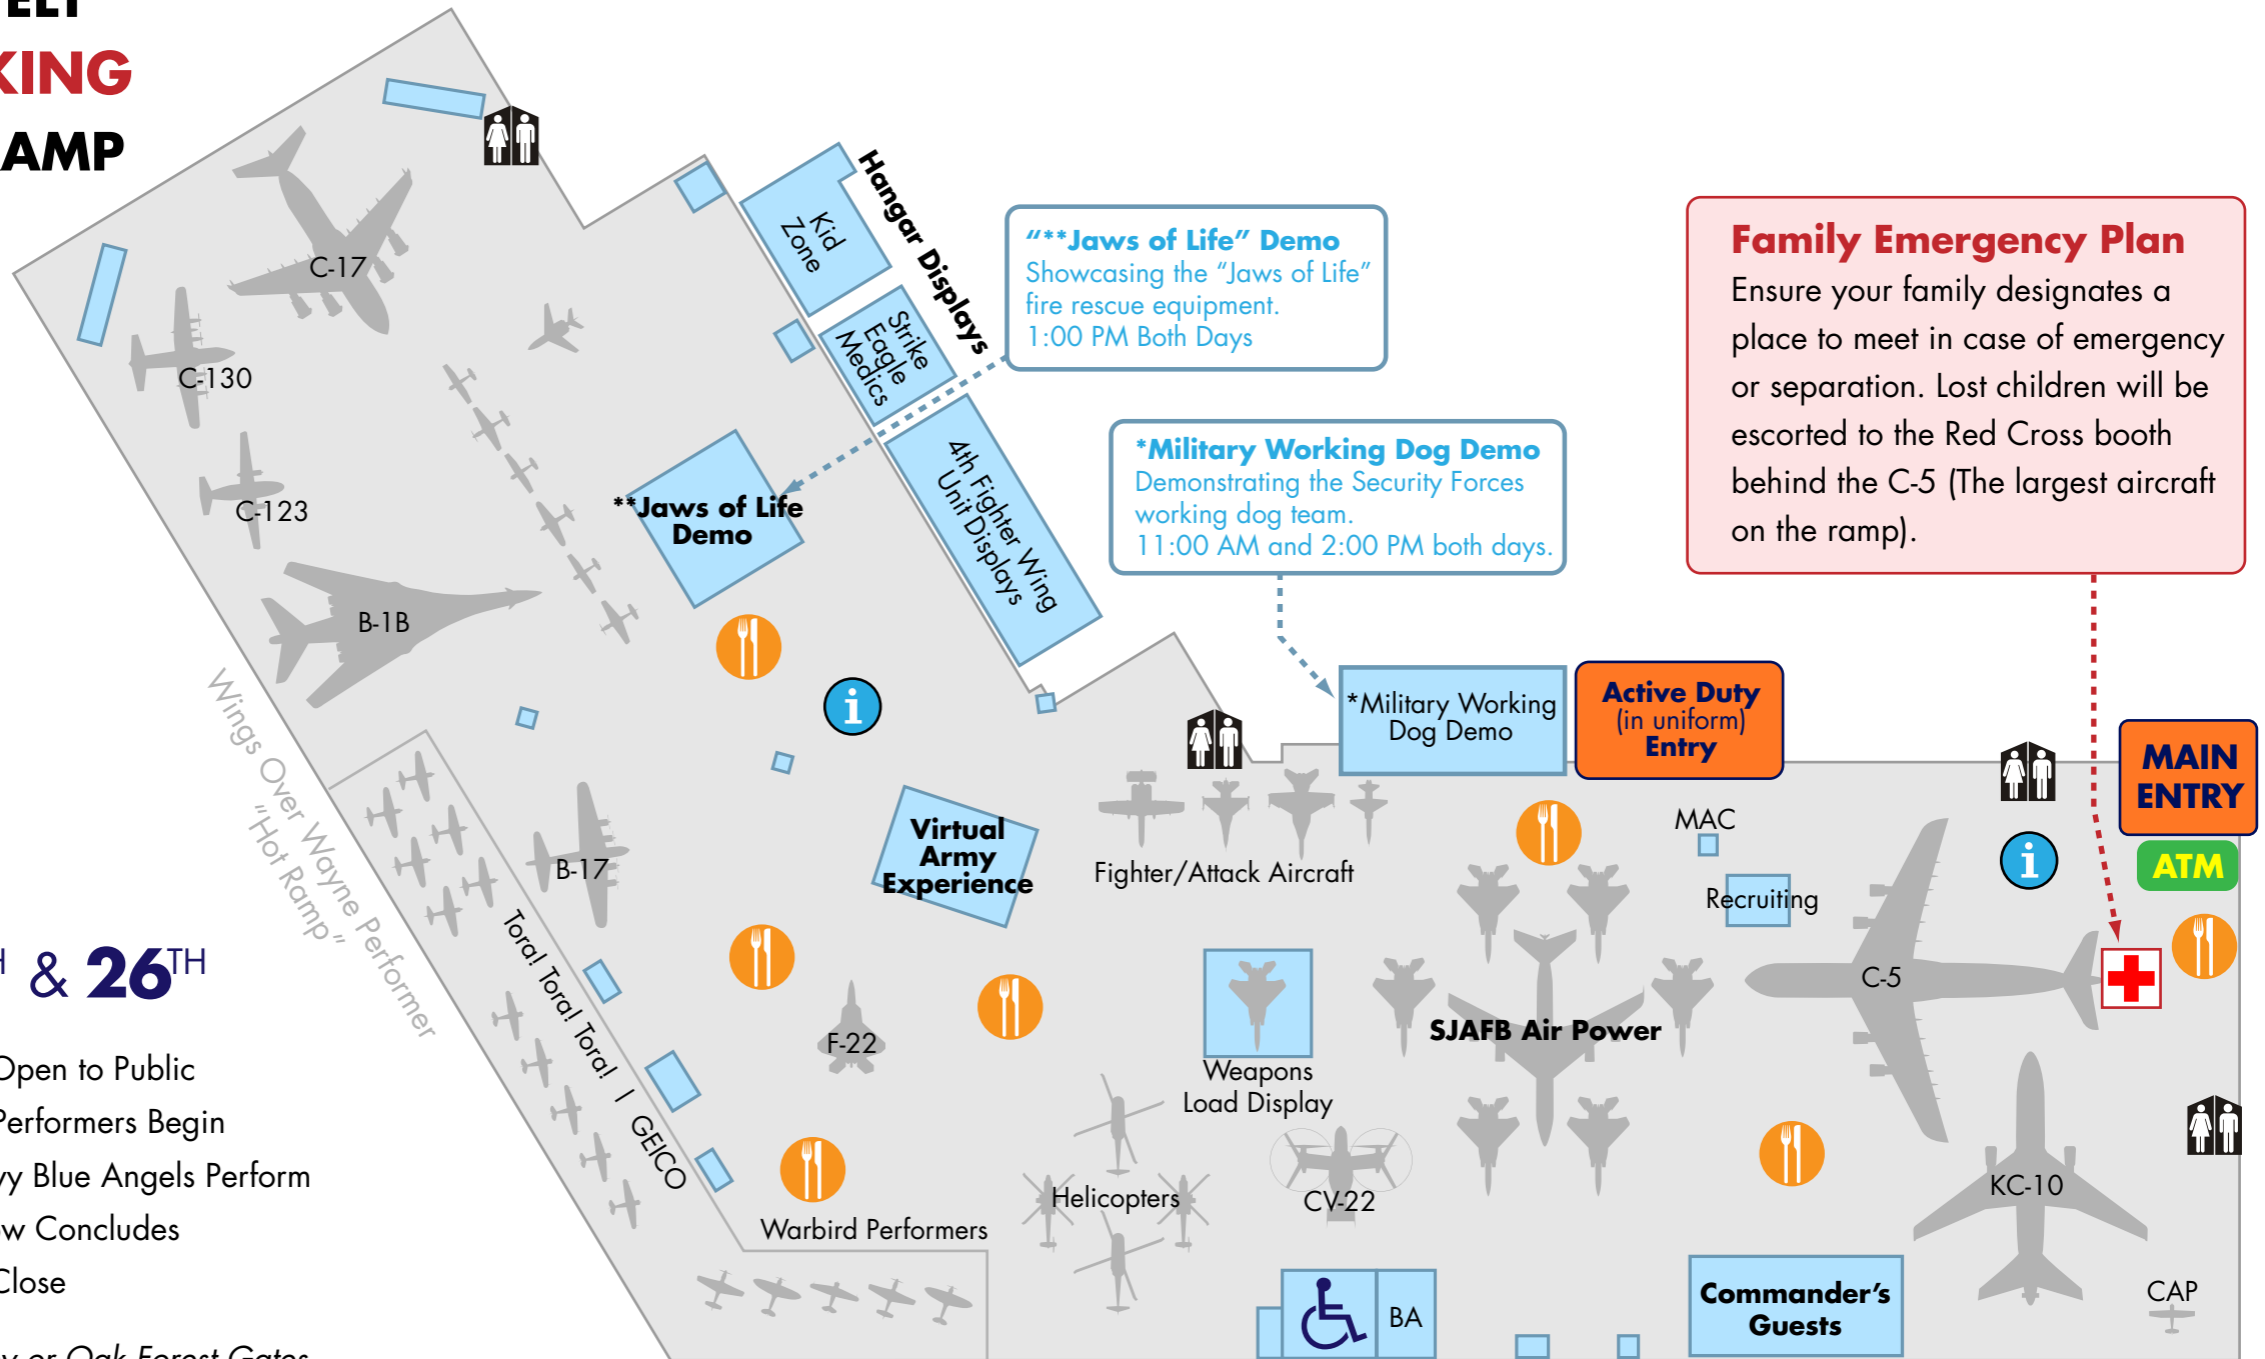 KING
AMP
Kid
Zone
Hangar Displays
Strike
Eagle
Medics
4th Fighter Wing
Unit Displays
"**Jaws of Life" Demo
Showcasing the "Jaws of Life"
fire rescue equipment.
1:00 PM Both Days
*Military Working Dog Demo
Demonstrating the Security Forces
working dog team.
11:00 AM and 2:00 PM both days.
Family Emergency Plan
Ensure your family designates a
place to meet in case of emergency
or separation. Lost children will be
escorted to the Red Cross booth
behind the C-5 (The largest aircraft
on the ramp).
C-17
C-130
C-123
B-1B
**Jaws of Life
Demo
*Military Working
Dog Demo
Active Duty
(in uniform)
Entry
MAIN
ENTRY
ATM
Wings Over Wayne Performer
"Hot Ramp"
B-17
Virtual
Army
Experience
Fighter/Attack Aircraft
MAC
Recruiting
C-5
Tora! Tora! Tora! | GEICO
F-22
Weapons
Load Display
SJAFB Air Power
Helicopters
CV-22
KC-10
Warbird Performers
BA
Commander's
Guests
CAP
& 26TH
Open to Public
Performers Begin
vy Blue Angels Perform
ow Concludes
Close
y or Oak Forest Gates